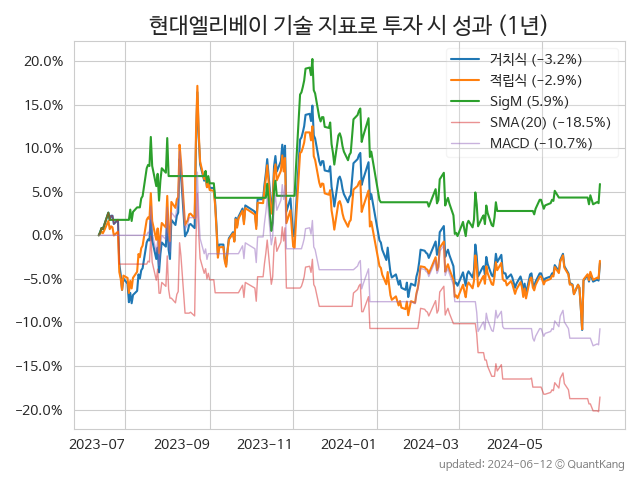 현대엘리베이 기술 지표로 투자 시 성과 (1년)
거치식 (−3.2%)
적립식 (−2.9%)
SigM (5.9%)
SMA(20) (−18.5%)
MACD (−10.7%)
20.0%
15.0%
10.0%
5.0%
0.0%
−5.0%
−10.0%
−15.0%
−20.0%
2023-07 2023-09 2023-11 2024-01 2024-03 2024-05
updated: 2024-06-12 © QuantKang